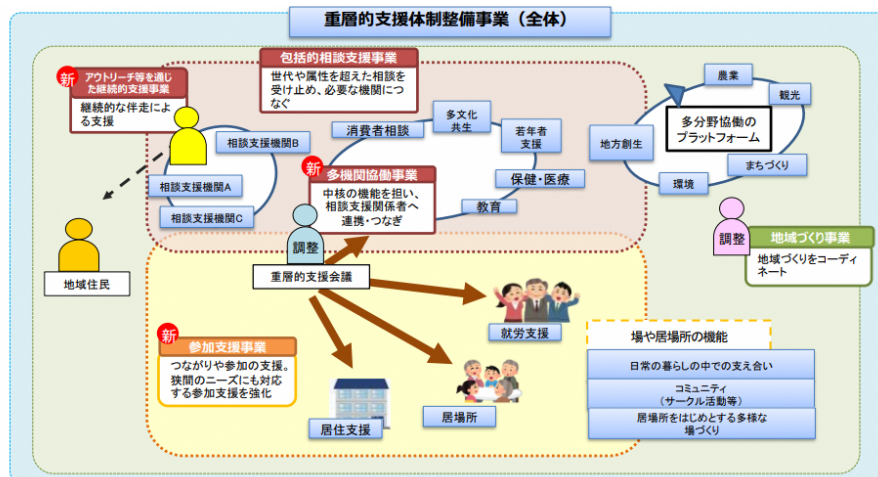 重層的支援体制整備事業（全体）
新
アウトリーチ等を通じ
た継続的支援事業
継続的な伴走によ
る支援
包括的相談支援事業
世代や属性を超えた相談を
受け止め、必要な機関につ
なぐ
相談支援機関B
相談支援機関A
相談支援機関C
消費者相談
多文化
共生
若年者
支援
保健・医療
教育
新
多機関協働事業
中核の機能を担い、
相談支援関係者へ
連携・つなぎ
農業
観光
多分野協働の
プラットフォーム
地方創生
まちづくり
環境
調整
地域づくり事業
地域づくりをコーディ
ネート
地域住民
調整
重層的支援会議
新
参加支援事業
つながりや参加の支援。
狭間のニーズにも対応
する参加支援を強化
就労支援
居場所
居住支援
場や居場所の機能
日常の暮らしの中での支え合い
コミュニティ
（サークル活動等）
居場所をはじめとする多様な
場づくり